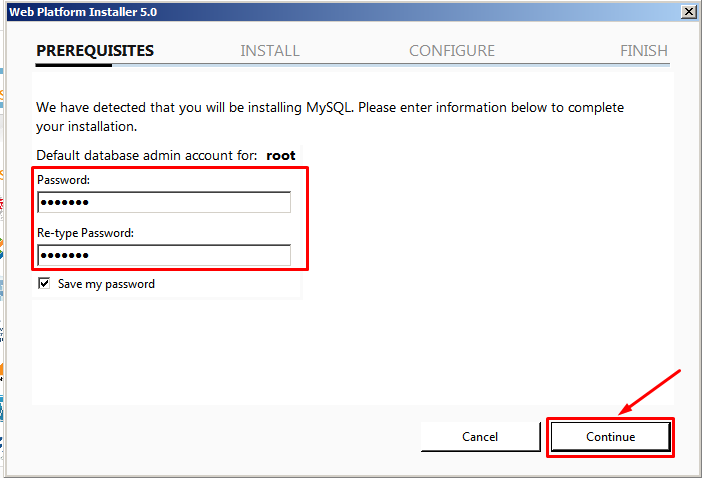 Web Platform Installer 5.0
PREREQUISITES INSTALL CONFIGURE FINISH
We have detected that you will be installing MySQL. Please enter information below to complete
your installation.
Default database admin account for: root
Password:
●●●●●●●
Re-type Password:
●●●●●●●
Save my password
Cancel Continue